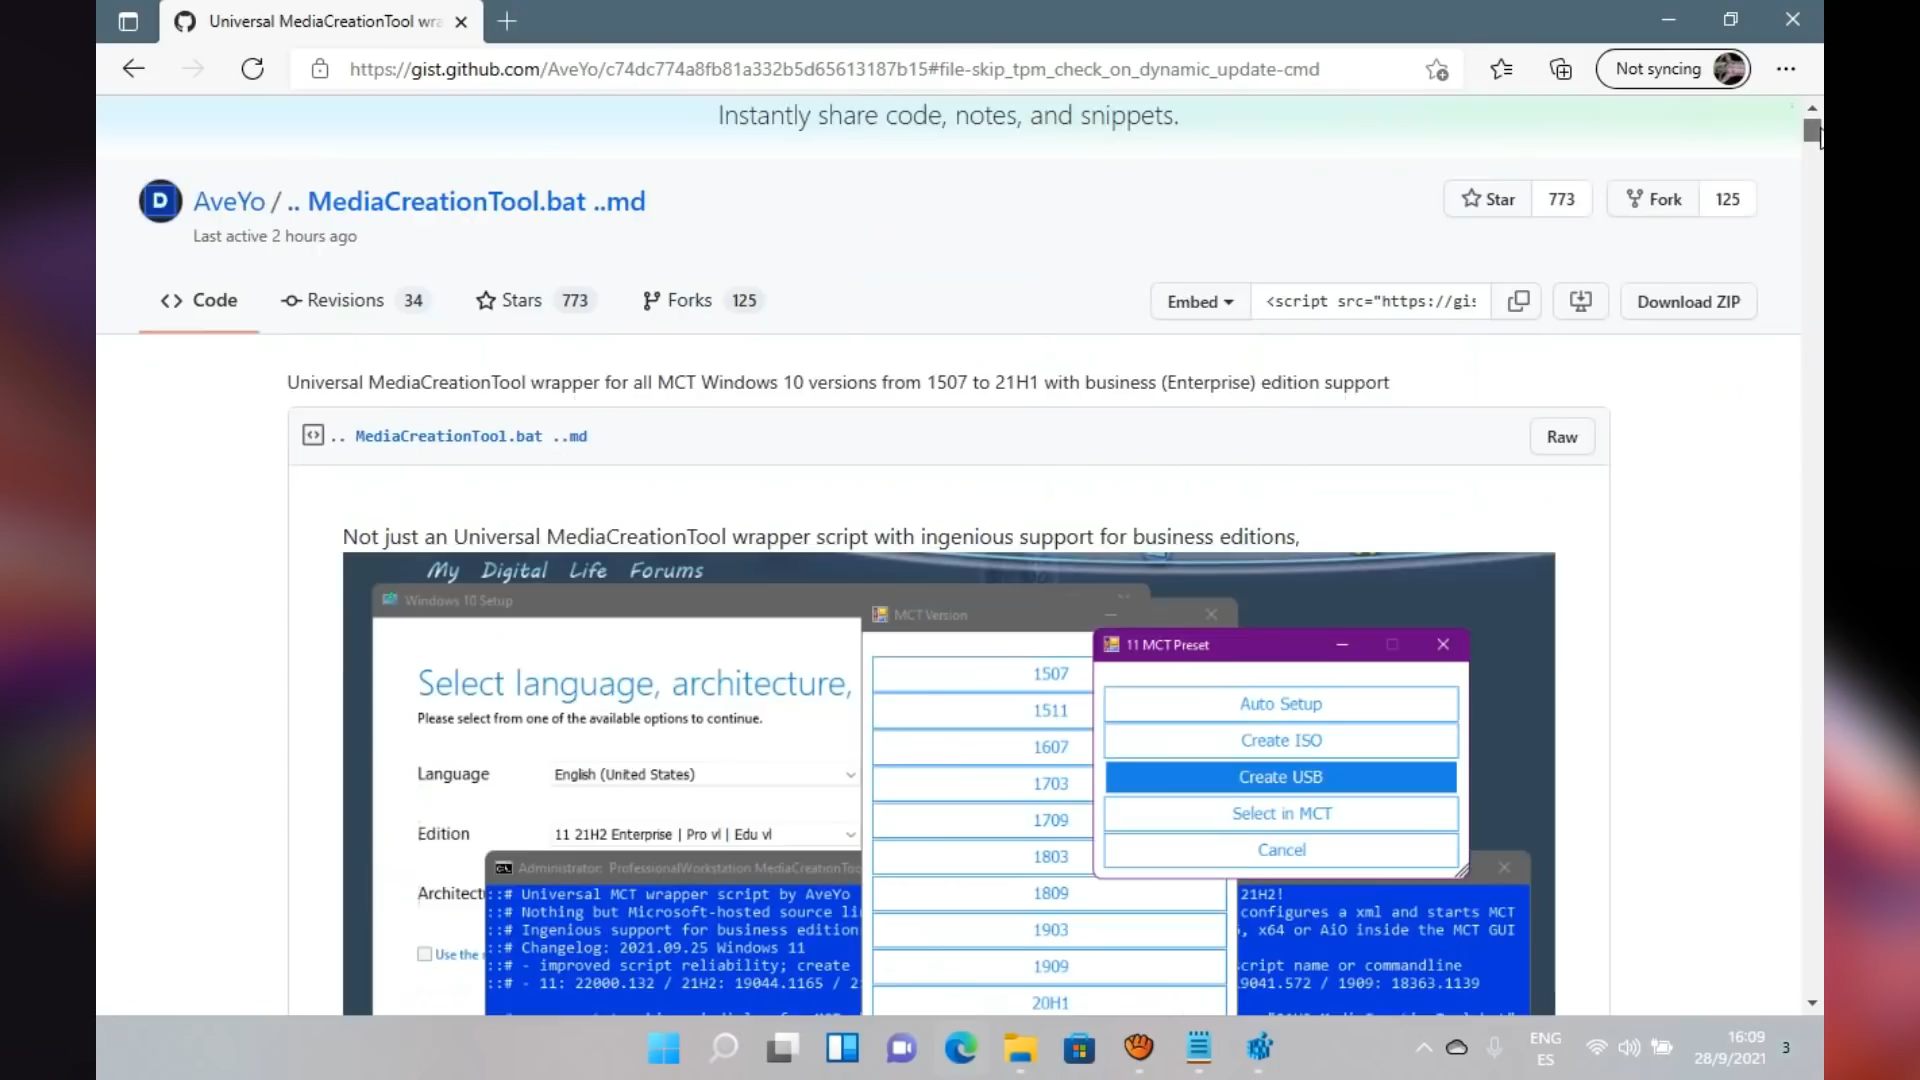 Universal MediaCreationTool wra
https://gist.github.com/AveYo/c74dc774a8fb81a332b5d65613187b15#file-skip_tpm_check_on_dynamic_update-cmd
Not syncing
Instantly share code, notes, and snippets.
AveYo / .. MediaCreationTool.bat ..md
Star 773 Fork 125
Last active 2 hours ago
Code Revisions 34 Stars 773 Forks 125
Embed <script src="https://gis Download ZIP
Universal MediaCreationTool wrapper for all MCT Windows 10 versions from 1507 to 21H1 with business (Enterprise) edition support
.. MediaCreationTool.bat ..md
Raw
Not just an Universal MediaCreationTool wrapper script with ingenious support for business editions,
My Digital Life Forums
Windows 10 Setup
Select language, architecture,
Please select from one of the available options to continue.
Language English (United States)
Edition 11 21H2 Enterprise | Pro vl | Edu vl
Architect
Use the
MCT Version
1507
1511
1607
1703
1709
1803
1809
1903
1909
20H1
11 MCT Preset
Auto Setup
Create ISO
Create USB
Select in MCT
Cancel
Administrator: ProfessionalWorkstation MediaCreationToo
::# Universal MCT wrapper script by AveYo
::# Nothing but Microsoft-hosted source li
::# Ingenious support for business edition
::# Changelog: 2021.09.25 Windows 11
::# - improved script reliability; create
::# - 11: 22000.132 / 21H2: 19044.1165 / 2
21H2!
configures a xml and starts MCT
, x64 or AiO inside the MCT GUI
cript name or commandline
9041.572 / 1909: 18363.1139
ENG
ES
16:09
28/9/2021
3